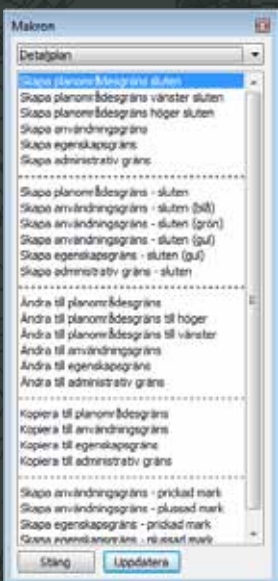 Makron
Detaljplan
Skapa planområdesgräns sluten
Skapa planområdesgräns vänster sluten
Skapa planområdesgräns höger sluten
Skapa användningsgräns
Skapa egenskapsgräns
Skapa administrativ gräns
Skapa planområdesgräns - sluten
Skapa användningsgräns - sluten (blå)
Skapa användningsgräns - sluten (grön)
Skapa användningsgräns - sluten (gul)
Skapa egenskapsgräns - sluten (gul)
Skapa administrativ gräns - sluten
Ändra till planområdesgräns
Ändra till planområdesgräns till höger
Ändra till planområdesgräns till vänster
Ändra till användningsgräns
Ändra till egenskapsgräns
Ändra till administrativ gräns
Kopiera till planområdesgräns
Kopiera till användningsgräns
Kopiera till egenskapsgräns
Kopiera till administrativ gräns
Skapa användningsgräns - prickad mark
Skapa användningsgräns - plussad mark
Skapa egenskapsgräns - prickad mark
Skapa egenskapsgräns - plussad mark
Stäng
Uppdatera